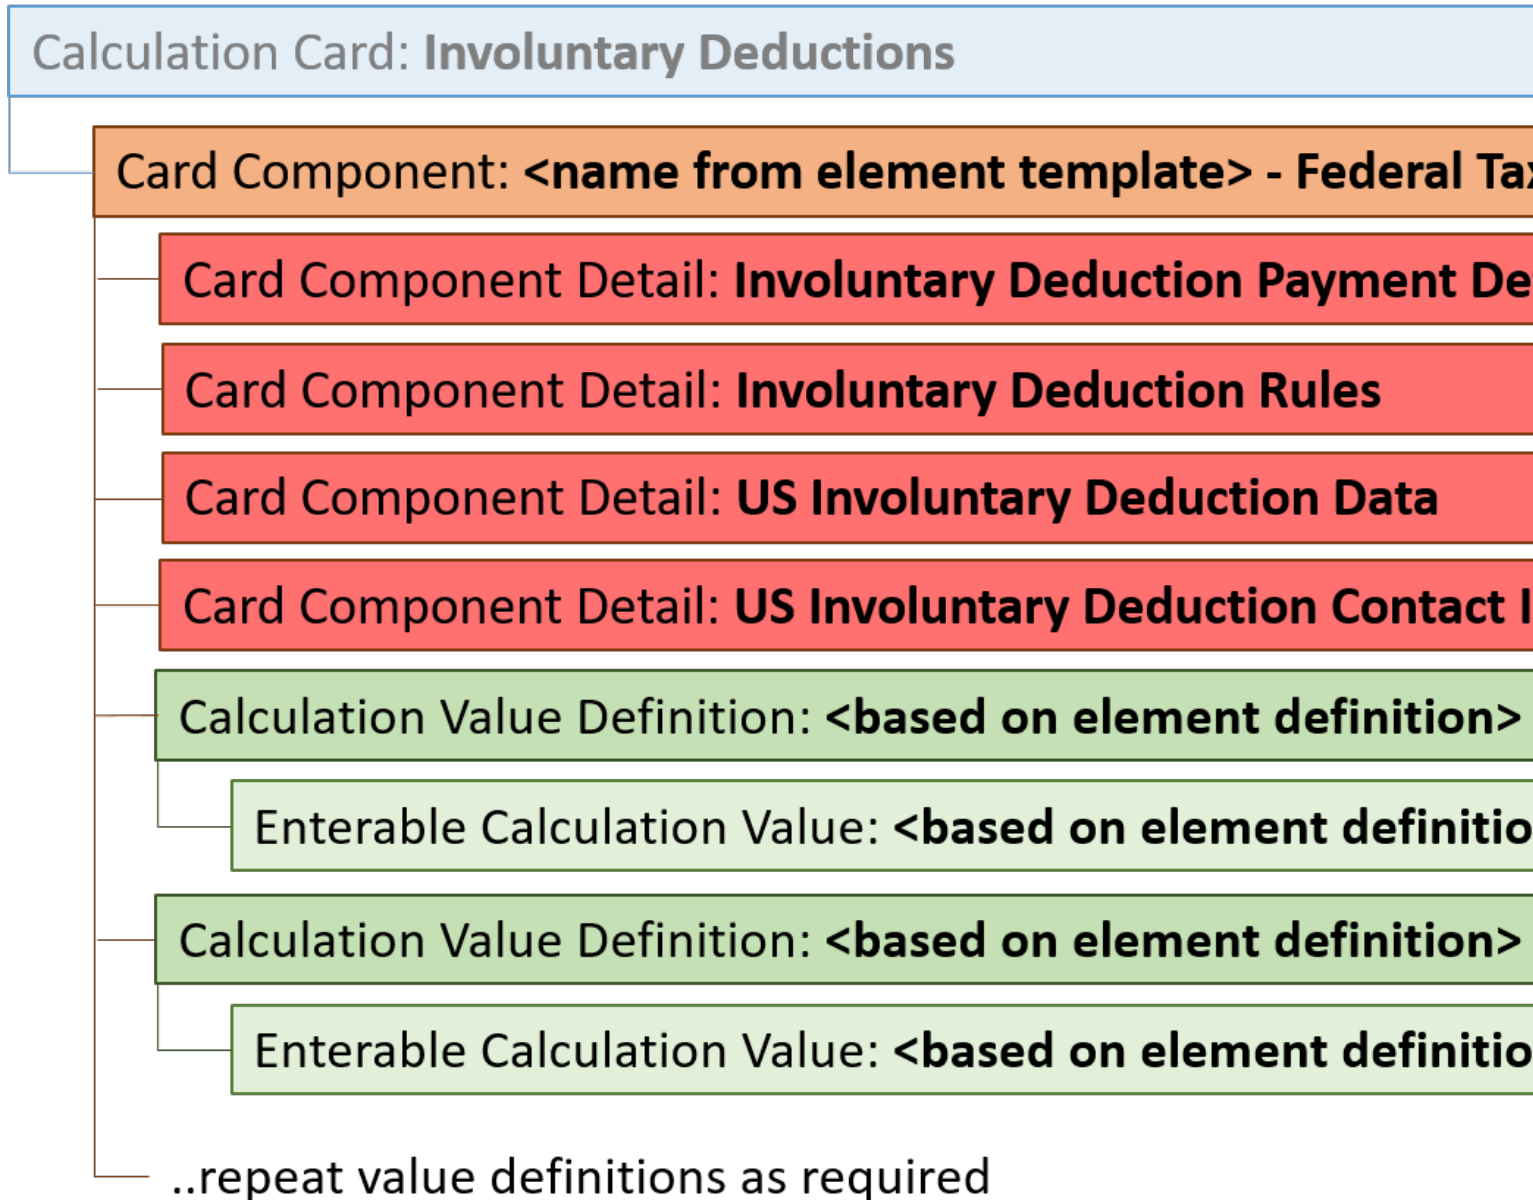 Calculation Card: Involuntary Deductions
Card Component: <name from element template> - Federal Tax
Card Component Detail: Involuntary Deduction Payment De
Card Component Detail: Involuntary Deduction Rules
Card Component Detail: US Involuntary Deduction Data
Card Component Detail: US Involuntary Deduction Contact I
Calculation Value Definition: <based on element definition>
Enterable Calculation Value: <based on element definitio
Calculation Value Definition: <based on element definition>
Enterable Calculation Value: <based on element definitio
..repeat value definitions as required